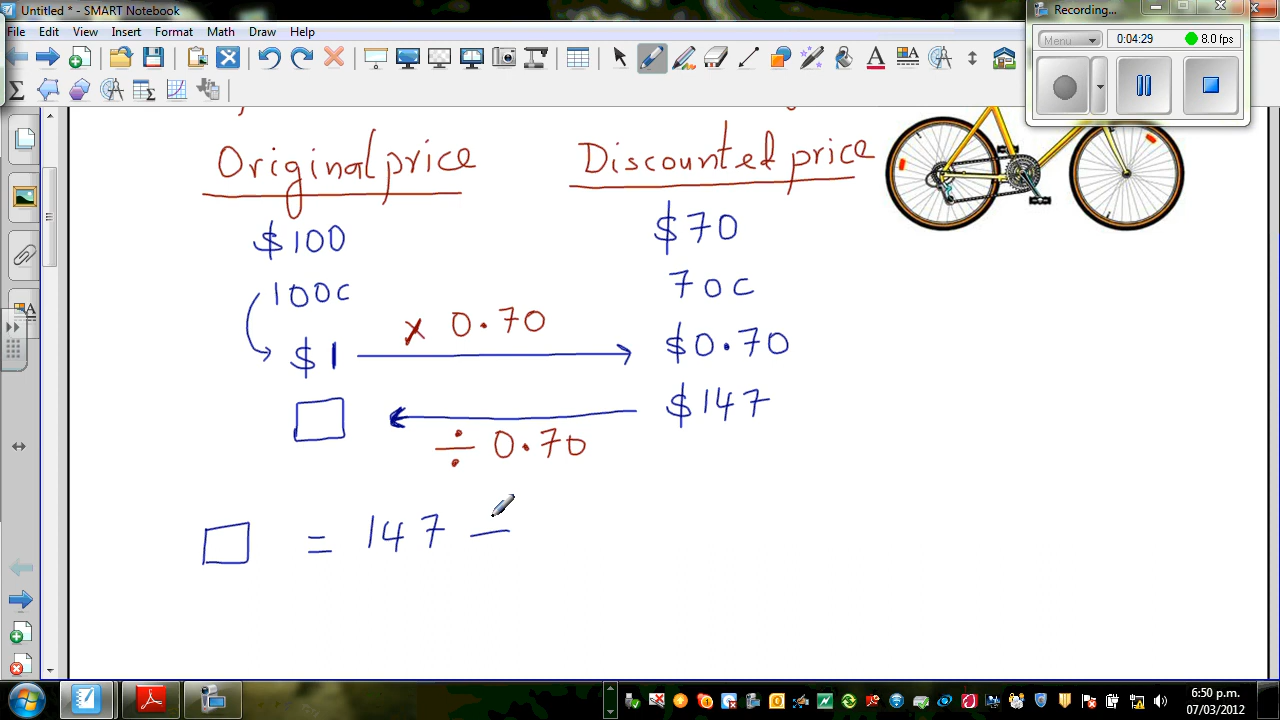 Untitled * - SMART Notebook
File Edit View Insert Format Math Draw Help
Recording...
Menu 0:04:29 8.0 fps
Original price Discounted price
$100 $70
100c 70c
× 0.70
$1 $0.70
$147
÷ 0.70
= 147 —
6:50 p.m.
07/03/2012